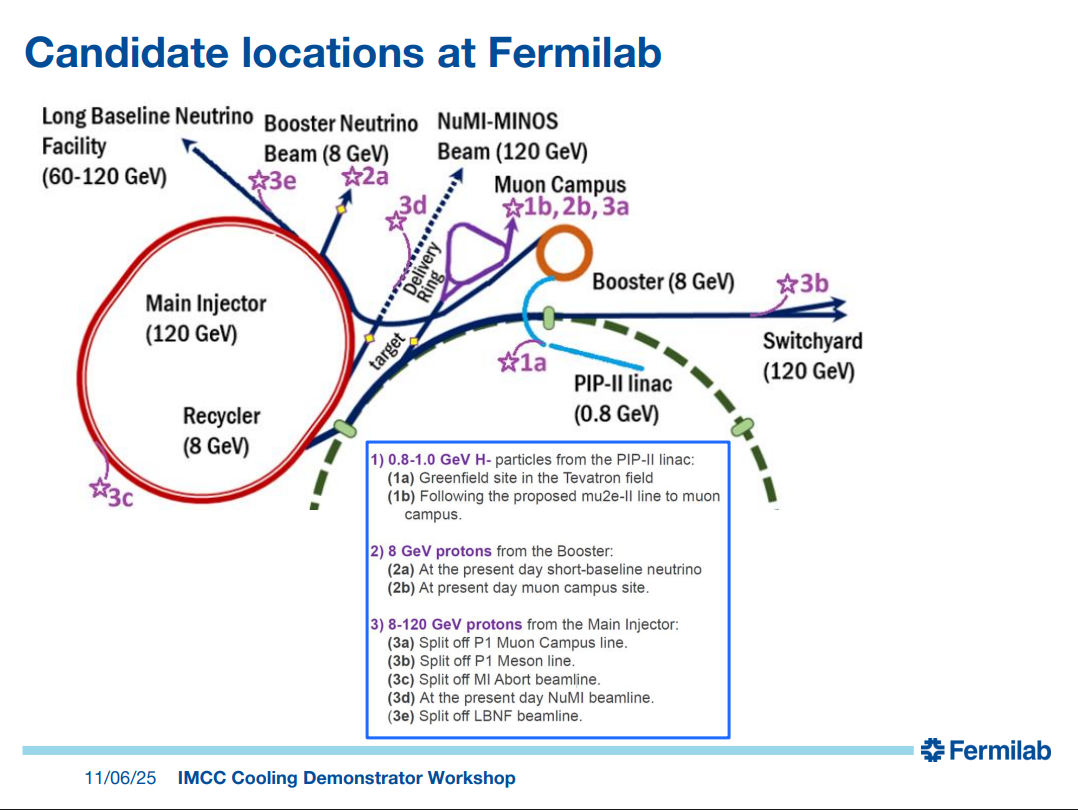 Candidate locations at Fermilab
Long Baseline Neutrino
Facility
(60-120 GeV)
Booster Neutrino
Beam (8 GeV)
NuMI-MINOS
Beam (120 GeV)
3e
2a
3d
Muon Campus
1b, 2b, 3a
Delivery
Ring
Main Injector
(120 GeV)
Booster (8 GeV)
3b
Switchyard
(120 GeV)
target
1a
PIP-II linac
(0.8 GeV)
Recycler
(8 GeV)
3c
1) 0.8-1.0 GeV H- particles from the PIP-II linac:
(1a) Greenfield site in the Tevatron field
(1b) Following the proposed mu2e-II line to muon
campus.
2) 8 GeV protons from the Booster:
(2a) At the present day short-baseline neutrino
(2b) At present day muon campus site.
3) 8-120 GeV protons from the Main Injector:
(3a) Split off P1 Muon Campus line.
(3b) Split off P1 Meson line.
(3c) Split off MI Abort beamline.
(3d) At the present day NuMI beamline.
(3e) Split off LBNF beamline.
Fermilab
11/06/25 IMCC Cooling Demonstrator Workshop